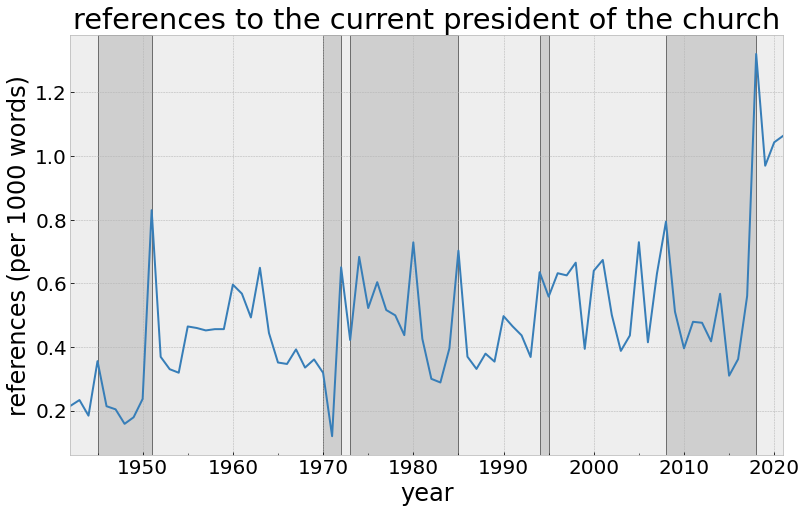 references to the current president of the church
references (per 1000 words)
1.2
1.0
0.8
0.6
0.4
0.2
1950 1960 1970 1980 1990 2000 2010 2020
year